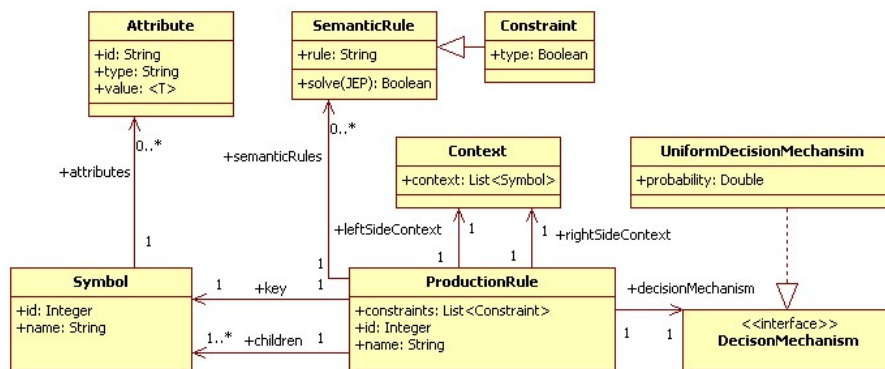 Attribute
+id: String
+type: String
+value: <T>
SemanticRule
+rule: String
+solve(JEP): Boolean
Constraint
+type: Boolean
0..*
+attributes
1
0..*
+semanticRules
1
Context
+context: List<Symbol>
UniformDecisionMechansim
+probability: Double
+leftSideContext
1
1
1
+rightSideContext
1
Symbol
+id: Integer
+name: String
1
+key
1
1..*
+children
1
ProductionRule
+constraints: List<Constraint>
+id: Integer
+name: String
+decisionMechanism
1
1
<<interface>>
DecisonMechanism